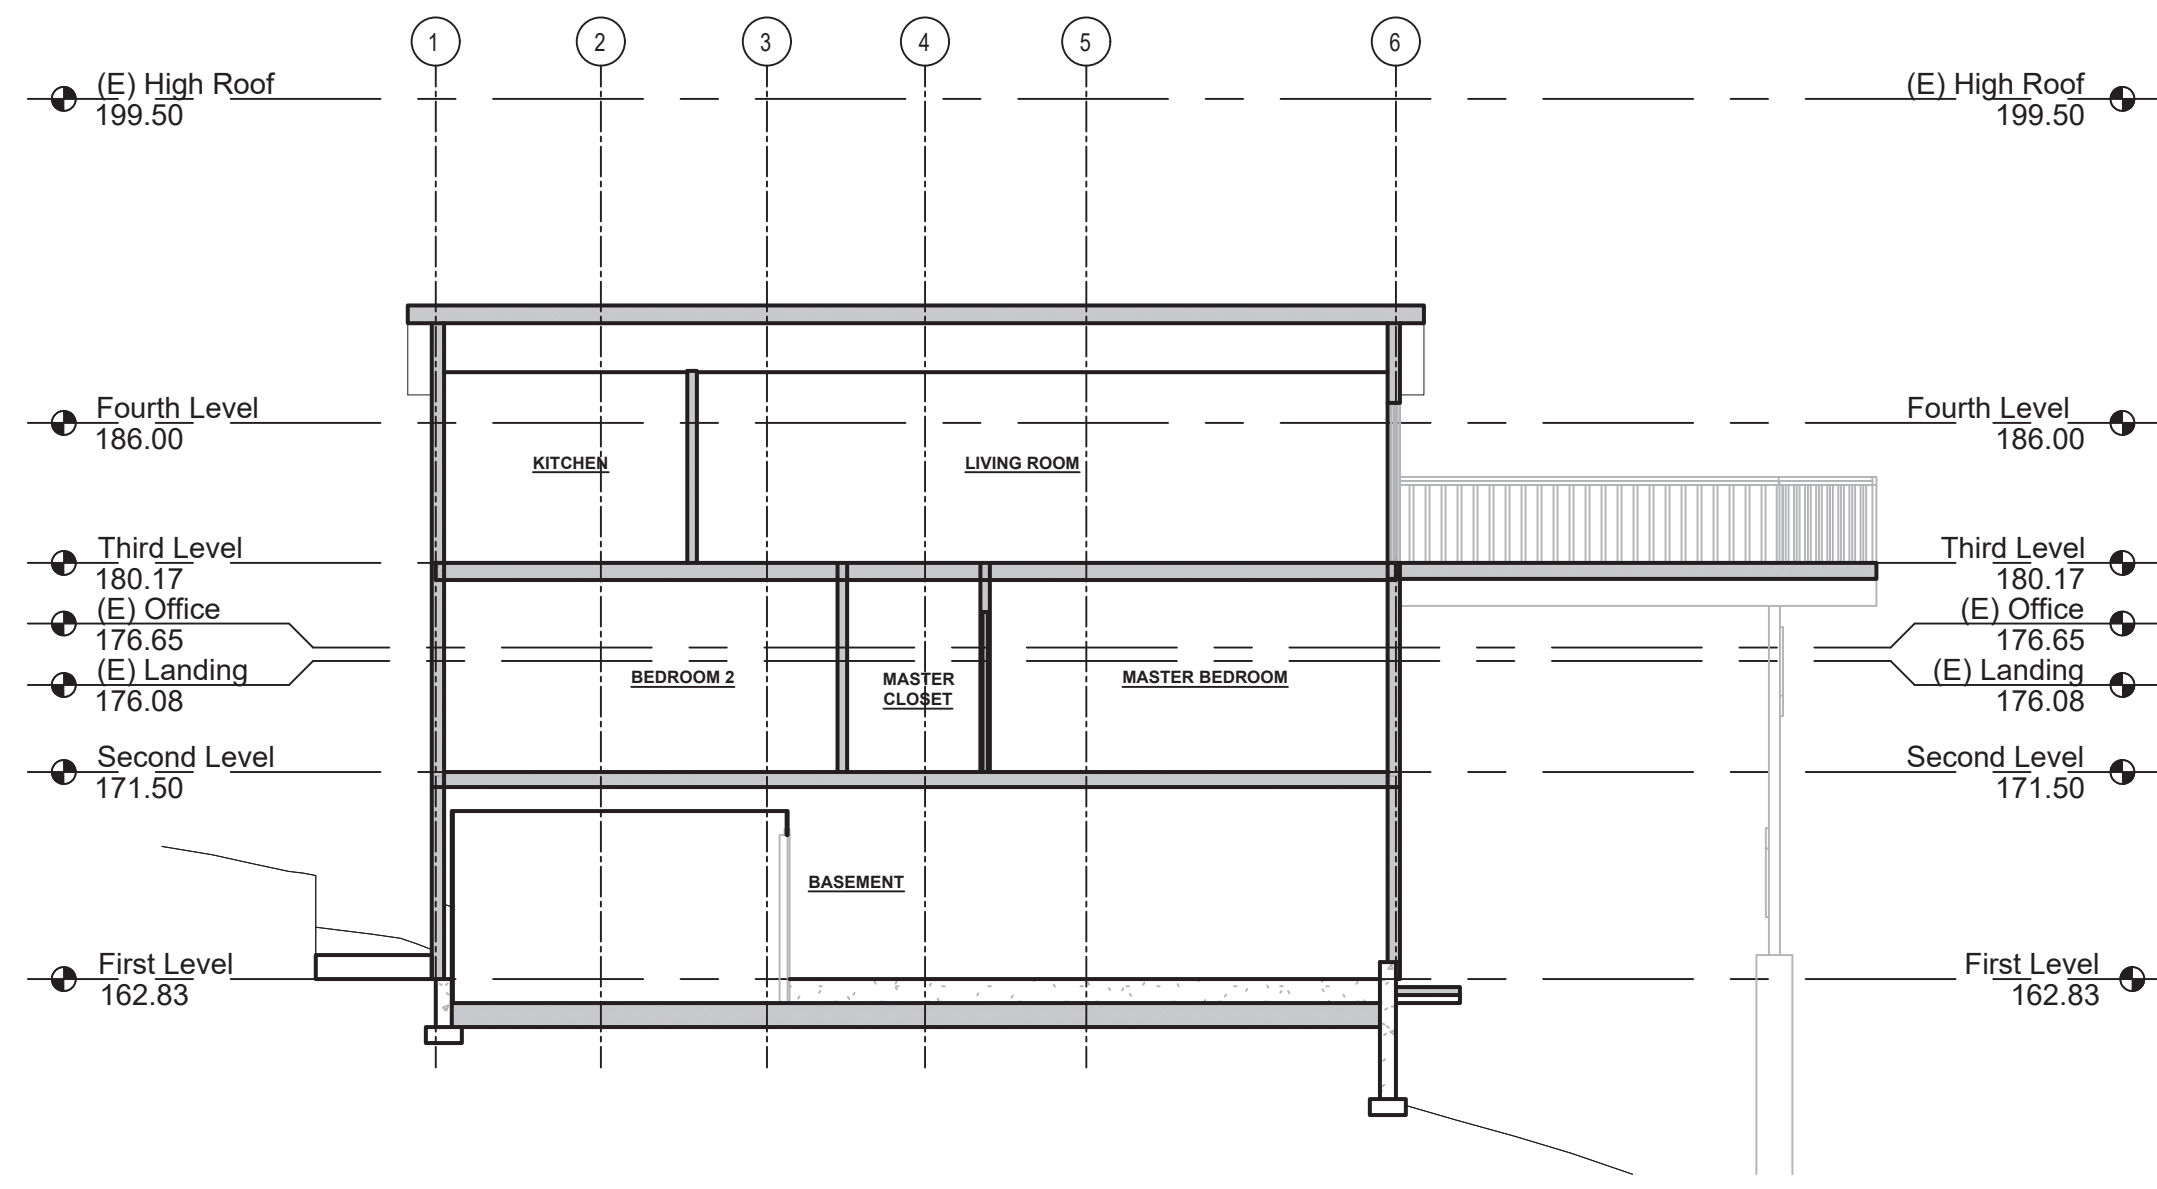 1 2 3 4 5 6
(E) High Roof
199.50
(E) High Roof
199.50
Fourth Level
186.00
Fourth Level
186.00
KITCHEN
LIVING ROOM
Third Level
180.17
Third Level
180.17
(E) Office
176.65
(E) Office
176.65
(E) Landing
176.08
(E) Landing
176.08
BEDROOM 2
MASTER
CLOSET
MASTER BEDROOM
Second Level
171.50
Second Level
171.50
BASEMENT
First Level
162.83
First Level
162.83